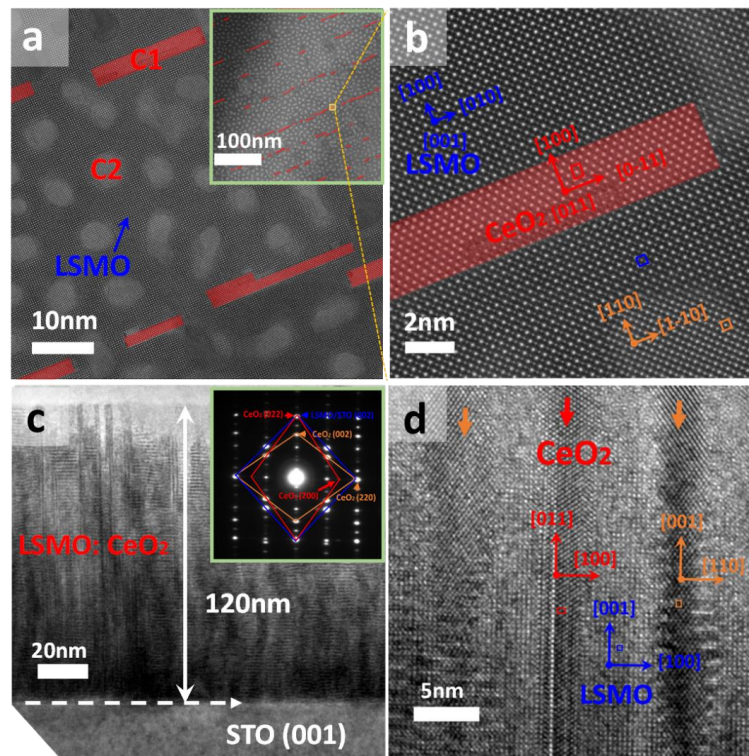 a
C1
C2
LSMO
10nm
100nm
b
[100]
[010]
[001]
LSMO
[100]
[0-11]
CeO₂ [011]
[110]
[1-10]
2nm
c
LSMO: CeO₂
120nm
20nm
STO (001)
CeO₂ (022)
CeO₂ (002)
CeO₂ (200)
CeO₂ (220)
d
CeO₂
[011]
[100]
[001]
[110]
[001]
[100]
LSMO
5nm